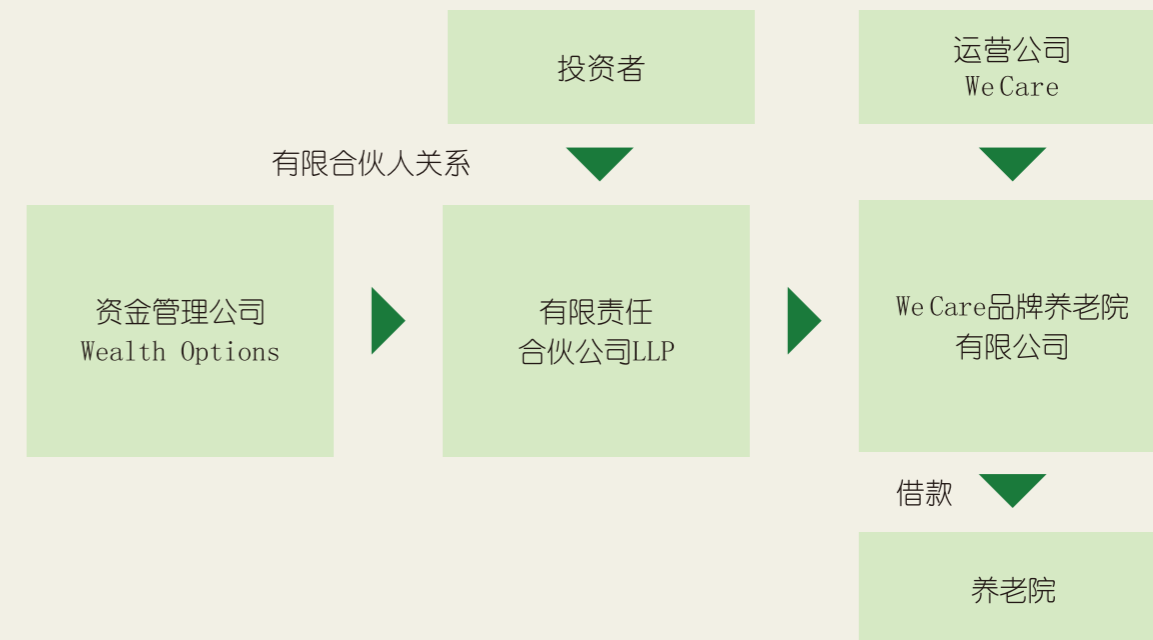 投资者
运营公司
We Care
有限合伙人关系
资金管理公司
Wealth Options
有限责任
合伙公司LLP
We Care品牌养老院
有限公司
借款
养老院